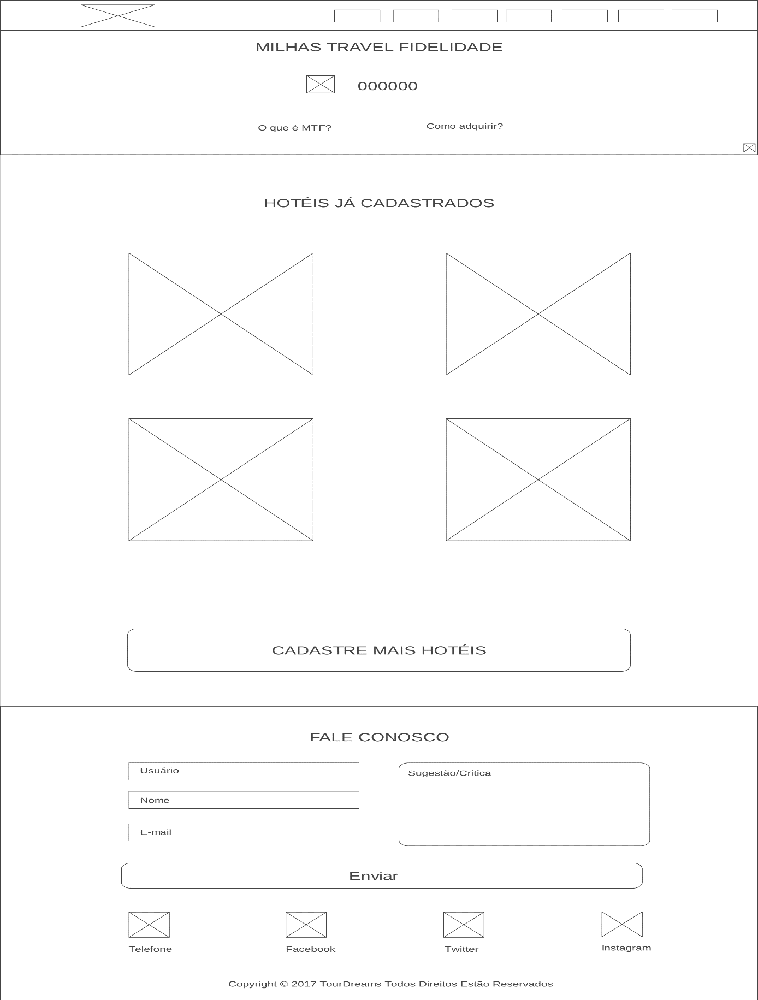 MILHAS TRAVEL FIDELIDADE
000000
O que é MTF?
Como adquirir?
HOTÉIS JÁ CADASTRADOS
CADASTRE MAIS HOTÉIS
FALE CONOSCO
Usuário
Sugestão/Critica
Nome
E-mail
Enviar
Telefone
Facebook
Twitter
Instagram
Copyright © 2017 TourDreams Todos Direitos Estão Reservados